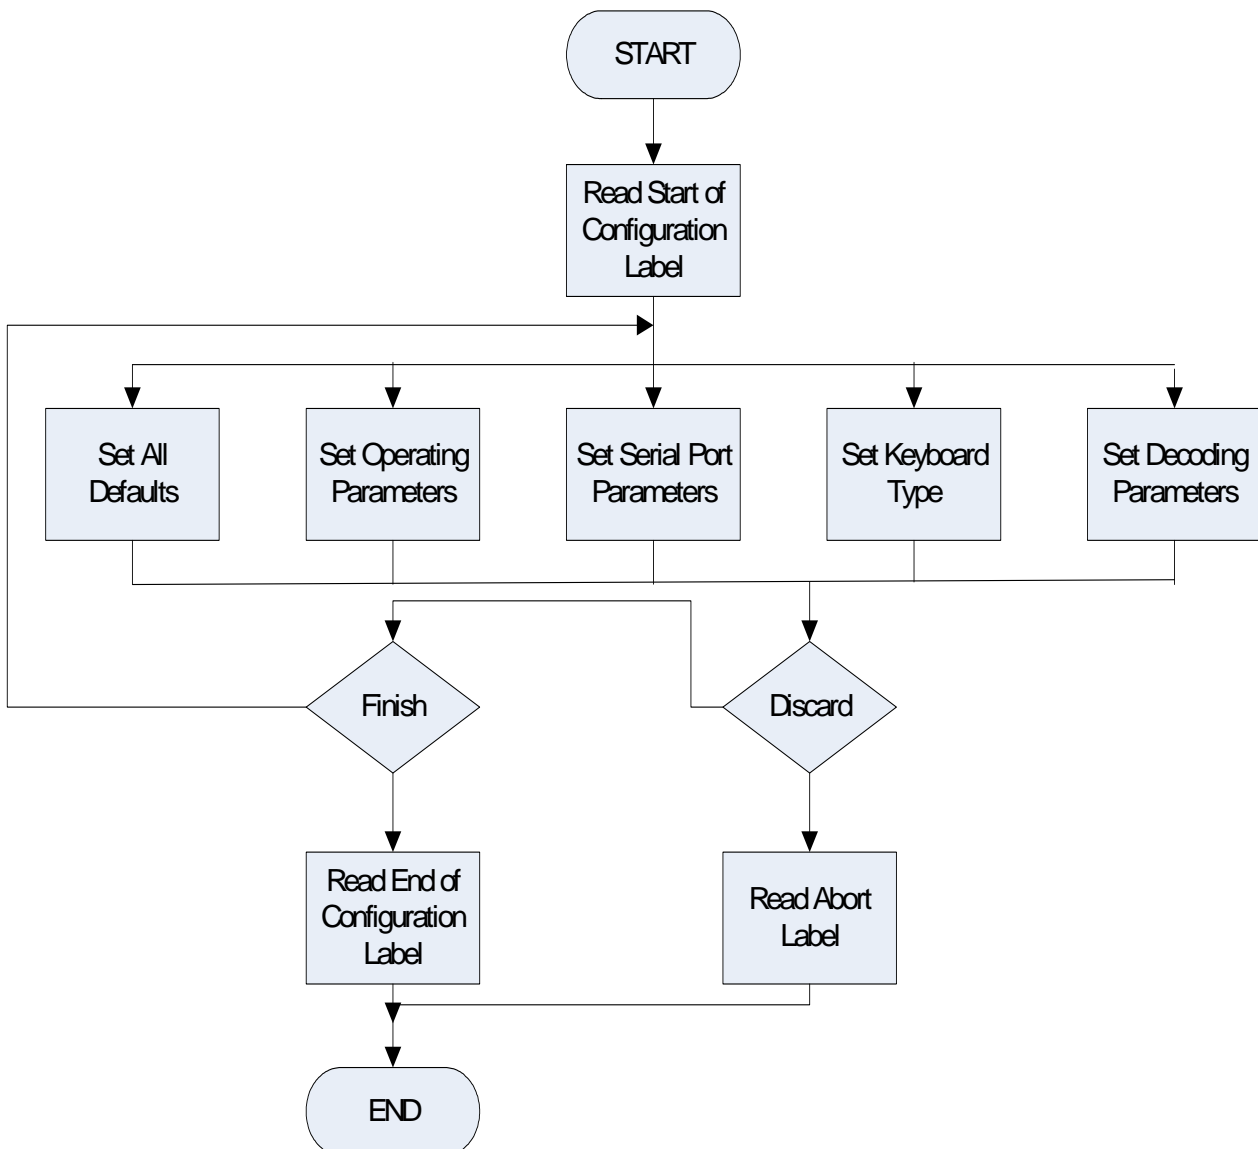 START
Read Start of
Configuration
Label
Set All
Defaults
Set Operating
Parameters
Set Serial Port
Parameters
Set Keyboard
Type
Set Decoding
Parameters
Finish
Discard
Read End of
Configuration
Label
Read Abort
Label
END